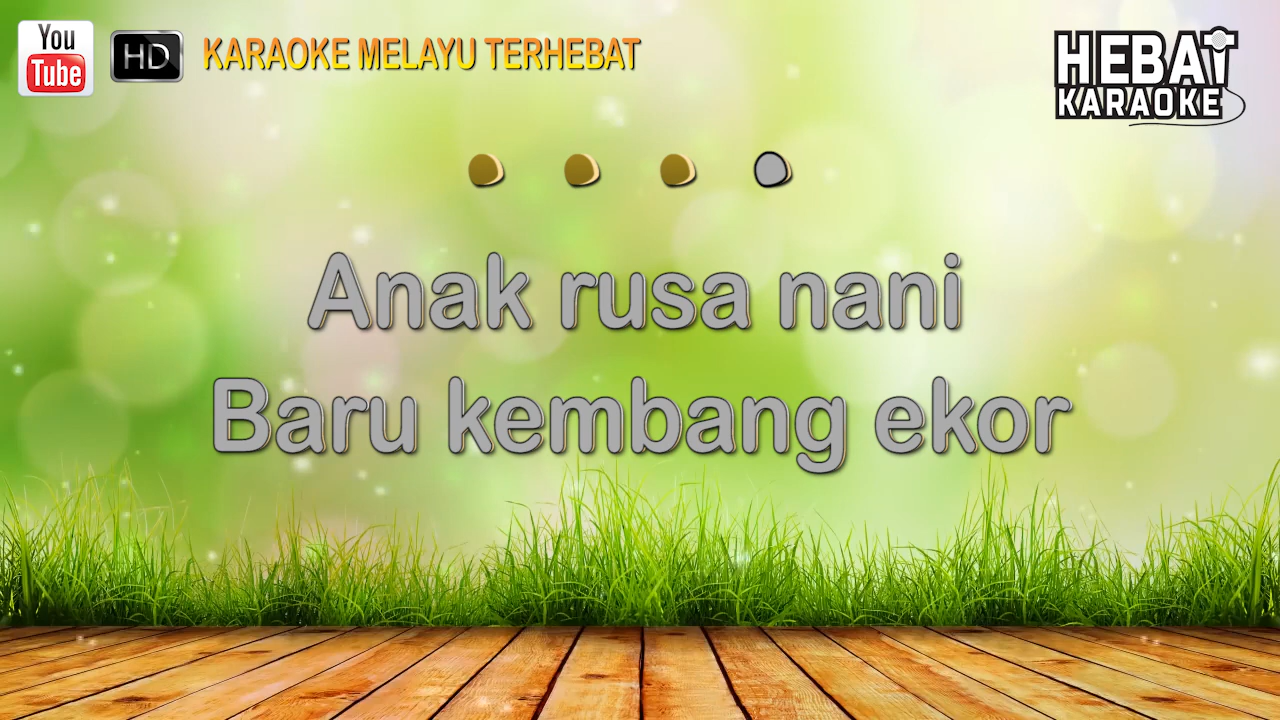 You
Tube
HD
KARAOKE MELAYU TERHEBAT
HEBAT
KARAOKE
Anak rusa nani
Baru kembang ekor